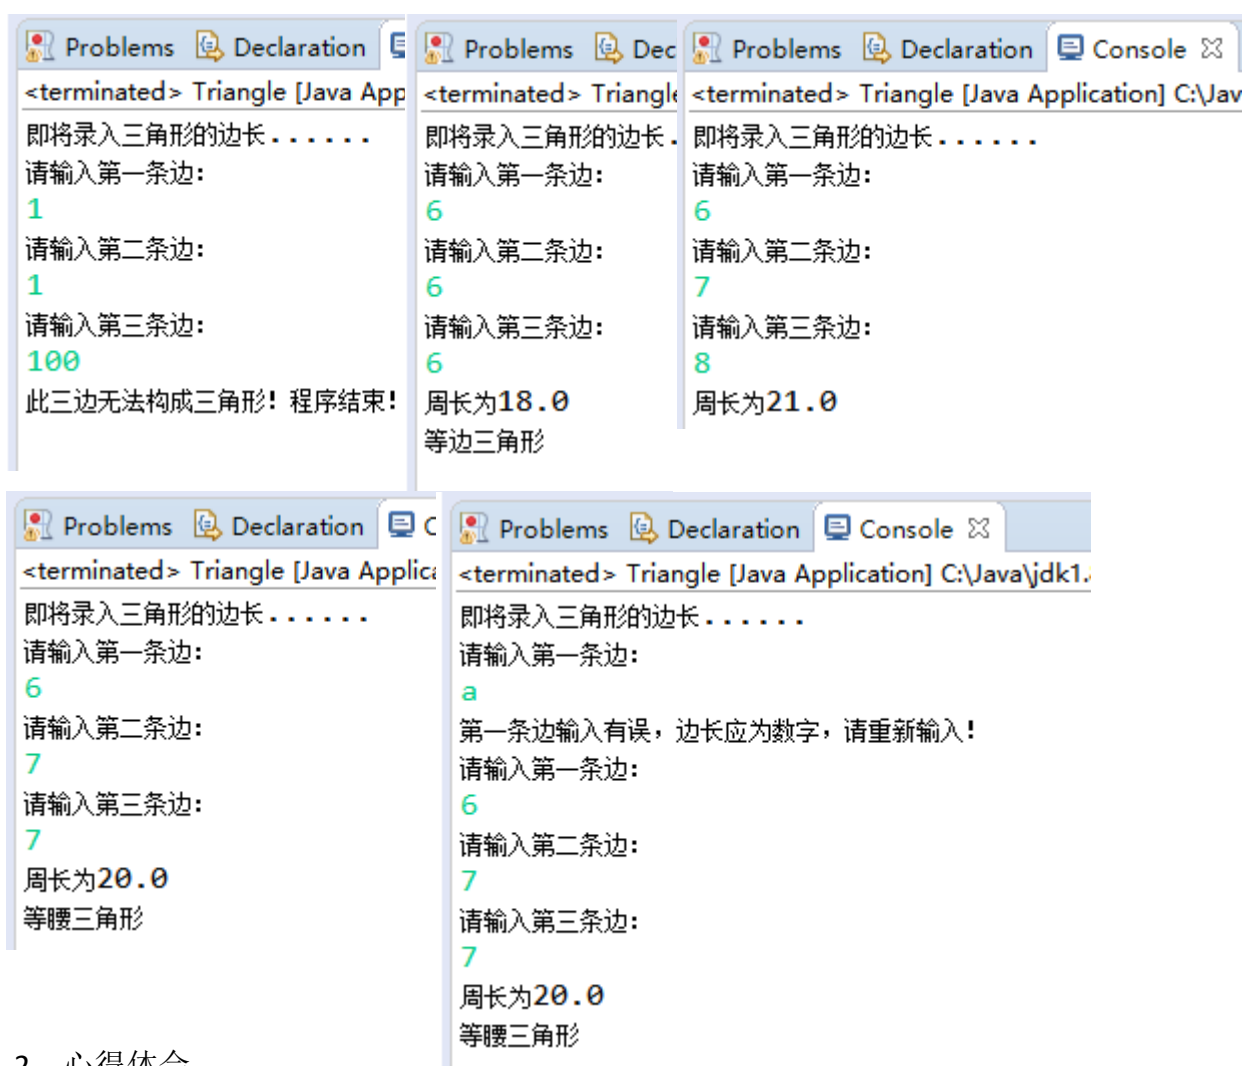 Problems Declaration
<terminated> Triangle [Java App
即将录入三角形的边长......
请输入第一条边:
1
请输入第二条边:
1
请输入第三条边:
100
此三边无法构成三角形! 程序结束!
Problems Dec
<terminated> Triangle
即将录入三角形的边长.
请输入第一条边:
6
请输入第二条边:
6
请输入第三条边:
6
周长为18.0
等边三角形
Problems Declaration Console
<terminated> Triangle [Java Application] C:\Jav
即将录入三角形的边长......
请输入第一条边:
6
请输入第二条边:
7
请输入第三条边:
8
周长为21.0
Problems Declaration C
<terminated> Triangle [Java Applica
即将录入三角形的边长......
请输入第一条边:
6
请输入第二条边:
7
请输入第三条边:
7
周长为20.0
等腰三角形
Problems Declaration Console
<terminated> Triangle [Java Application] C:\Java\jdk1.
即将录入三角形的边长......
请输入第一条边:
a
第一条边输入有误，边长应为数字，请重新输入!
请输入第一条边:
6
请输入第二条边:
7
请输入第三条边:
7
周长为20.0
等腰三角形
2 心得体会